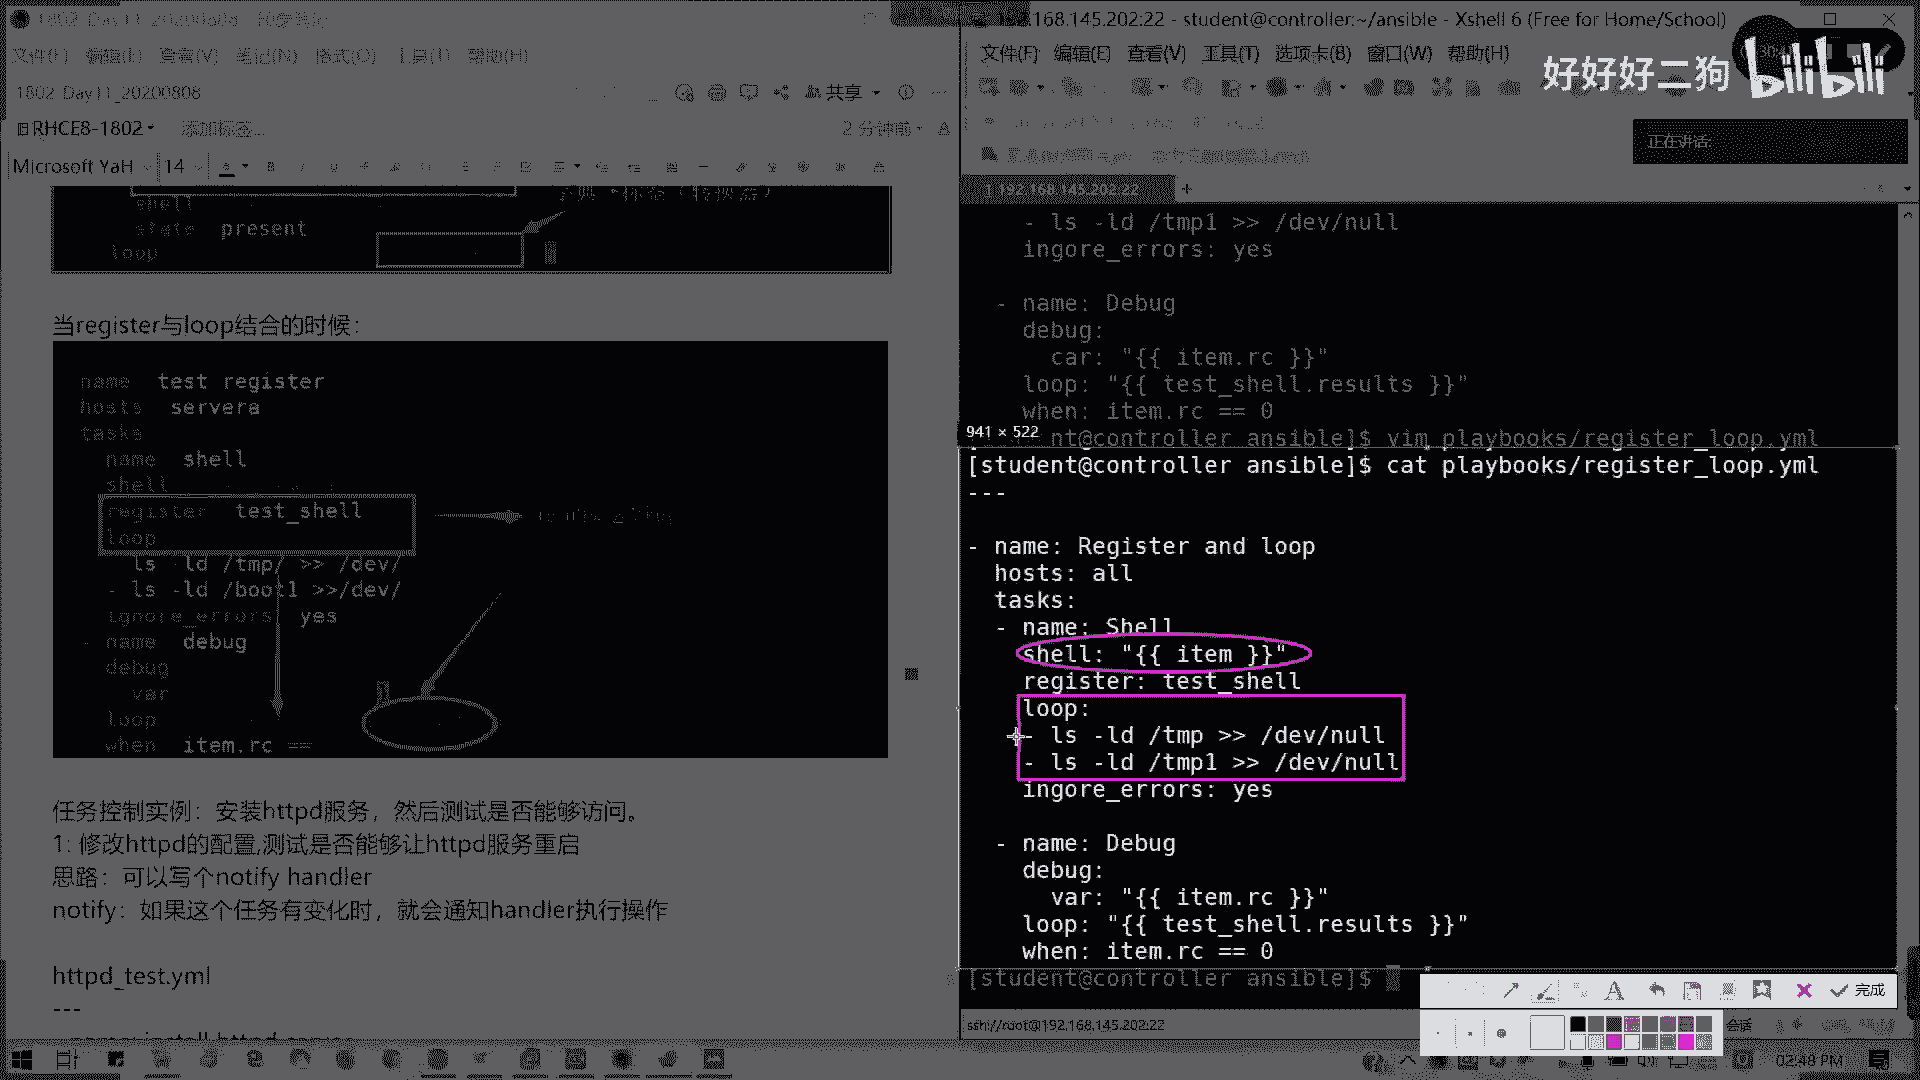 1802_Day11_20200808
文件(F) 编辑(E) 查看(V) 笔记(N) 格式(O) 工具(T) 帮助(H)
1802_Day11_20200808
共享
RHCE8-1802
添加标签...
2 分钟前
Microsoft YaH
14
shell
state present
loop
当register与loop结合的时候:
name test register
hosts servera
tasks
name shell
shell
register test_shell
loop
ls -ld /tmp/ >> /dev/
- ls -ld /boot1 >>/dev/
ignore_errors yes
- name debug
debug
var
loop
when item.rc ==
任务控制实例：安装httpd服务，然后测试是否能够访问。
1: 修改httpd的配置,测试是否能够让httpd服务重启
思路：可以写个notify handler
notify：如果这个任务有变化时，就会通知handler执行操作
httpd_test.yml
---
.168.145.202:22 - student@controller:~/ansible - Xshell 6 (Free for Home/School)
文件(F) 编辑(E) 查看(V) 工具(T) 选项卡(B) 窗口(W) 帮助(H)
好好好二狗 bilibili
正在讲话:
1 192.168.145.202:22
- ls -ld /tmp1 >> /dev/null
ingore_errors: yes
- name: Debug
debug:
car: "{{ item.rc }}"
loop: "{{ test_shell.results }}"
when: item.rc == 0
941 × 522
nt@controller ansible]$ vim playbooks/register_loop.yml
[student@controller ansible]$ cat playbooks/register_loop.yml
---
- name: Register and loop
hosts: all
tasks:
- name: Shell
shell: "{{ item }}"
register: test_shell
loop:
- ls -ld /tmp >> /dev/null
- ls -ld /tmp1 >> /dev/null
ingore_errors: yes
- name: Debug
debug:
var: "{{ item.rc }}"
loop: "{{ test_shell.results }}"
when: item.rc == 0
[student@controller ansible]$
完成
ssh://root@192.168.145.202:22
会话
02:48 PM